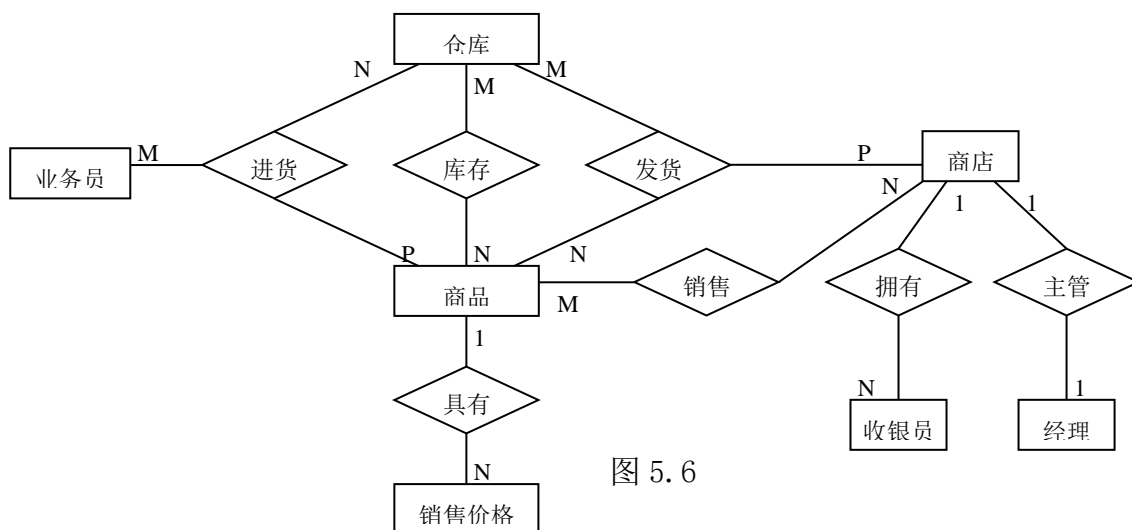 仓库
N M M
M 进货 库存 发货 P 商店
业务员 N 1 1
P N N
商品 M 销售 拥有 主管
1
具有 N 1
收银员 经理
N 图 5.6
销售价格